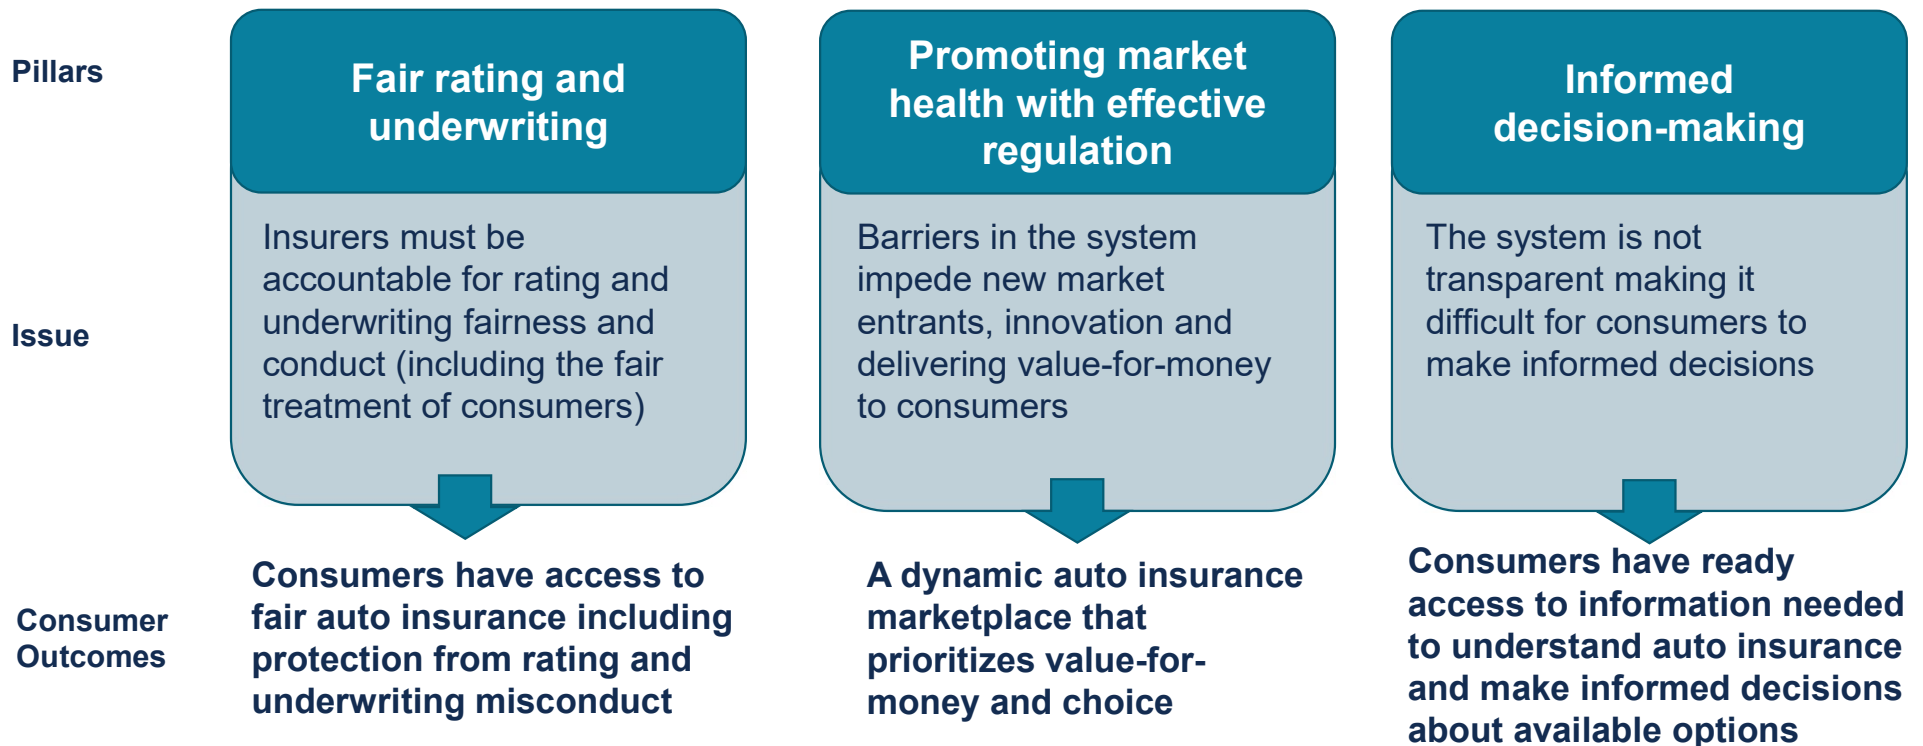 Pillars
Fair rating and
underwriting
Promoting market
health with effective
regulation
Informed
decision-making
Issue
Insurers must be
accountable for rating and
underwriting fairness and
conduct (including the fair
treatment of consumers)
Barriers in the system
impede new market
entrants, innovation and
delivering value-for-money
to consumers
The system is not
transparent making it
difficult for consumers to
make informed decisions
Consumer
Outcomes
Consumers have access to
fair auto insurance including
protection from rating and
underwriting misconduct
A dynamic auto insurance
marketplace that
prioritizes value-for-
money and choice
Consumers have ready
access to information needed
to understand auto insurance
and make informed decisions
about available options